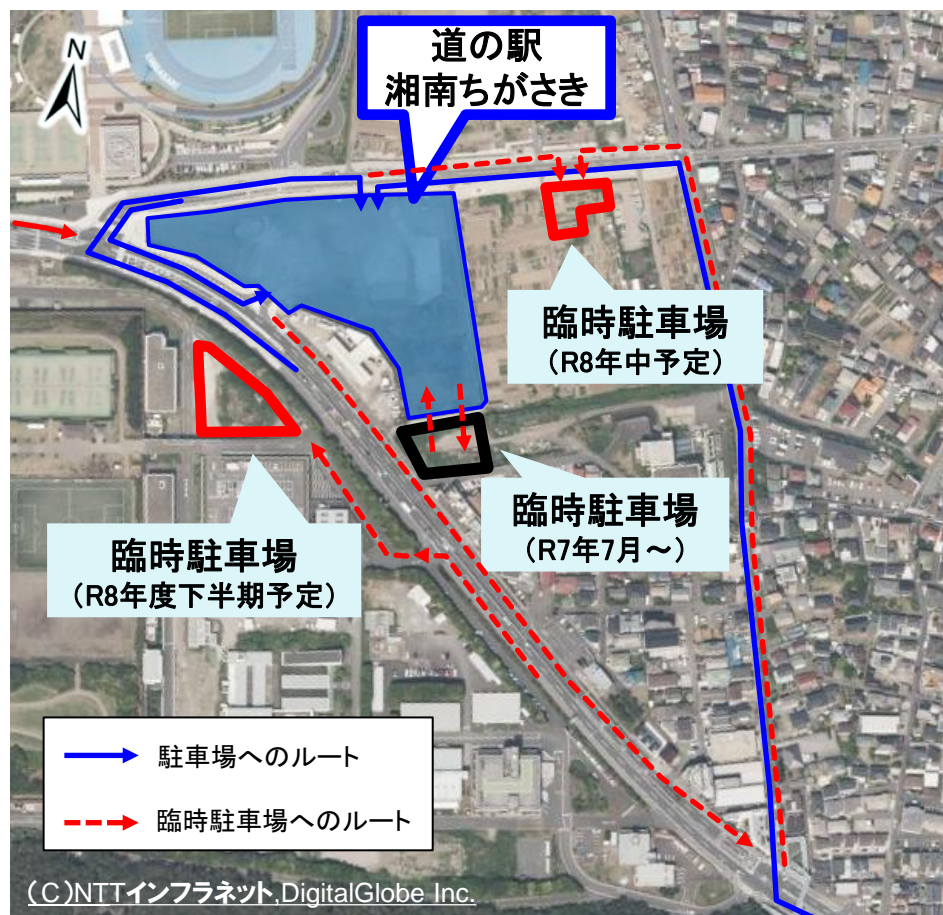 N
道の駅
湘南ちがさき
臨時駐車場
（R8年中予定）
臨時駐車場
（R7年7月～）
臨時駐車場
（R8年度下半期予定）
駐車場へのルート
臨時駐車場へのルート
（C）NTTインフラネット,DigitalGlobe Inc.